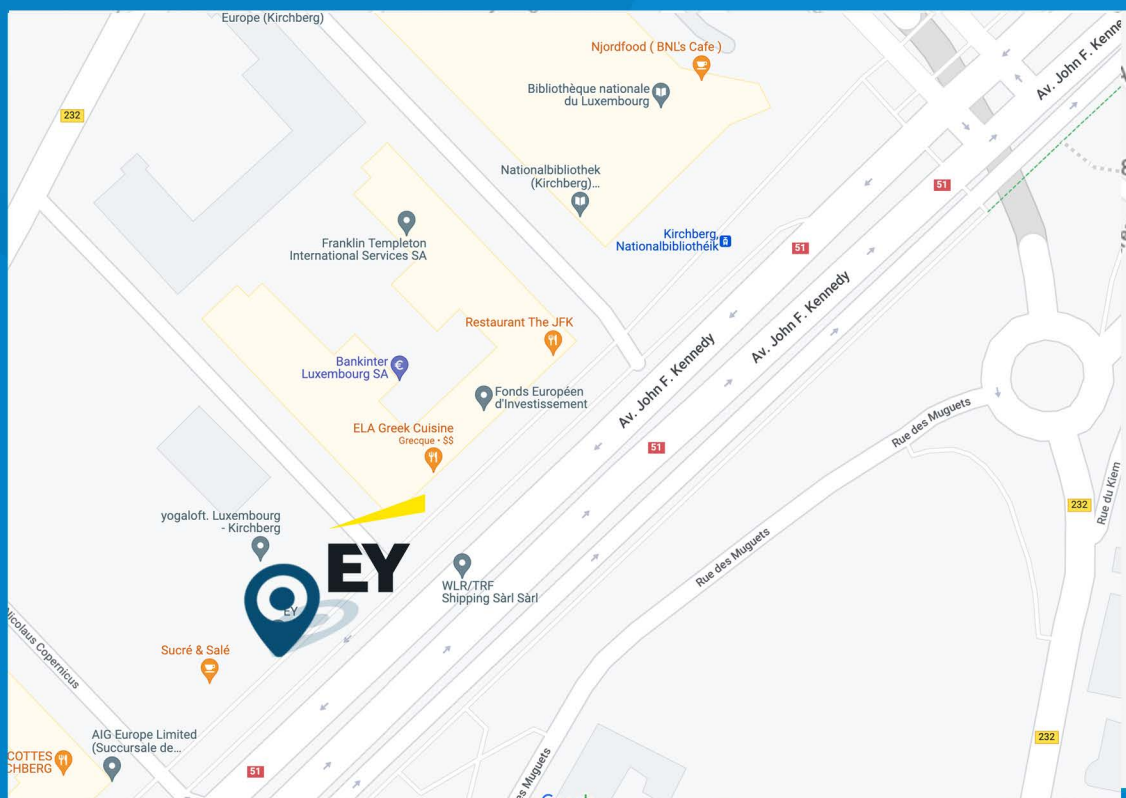 Europe (Kirchberg)
Njordfood ( BNL's Cafe )
Av. John F. Kenne
Bibliothèque nationale
du Luxembourg
232
Nationalbibliothek
(Kirchberg)...
51
Kirchberg,
Nationalbibliothéik
51
Franklin Templeton
International Services SA
Av. John F. Kennedy
Restaurant The JFK
Av. John F. Kennedy
Bankinter
Luxembourg SA
Fonds Européen
d'Investissement
Rue des Muguets
ELA Greek Cuisine
Grecque • $$
51
Rue du Kiem
232
yogaloft. Luxembourg
- Kirchberg
EY
Rue des Muguets
WLR/TRF
Shipping Sàrl Sàrl
EY
Nicolaus Copernicus
Sucré & Salé
AIG Europe Limited
(Succursale de...
232
COTTES
CHBERG
51
s Muguets